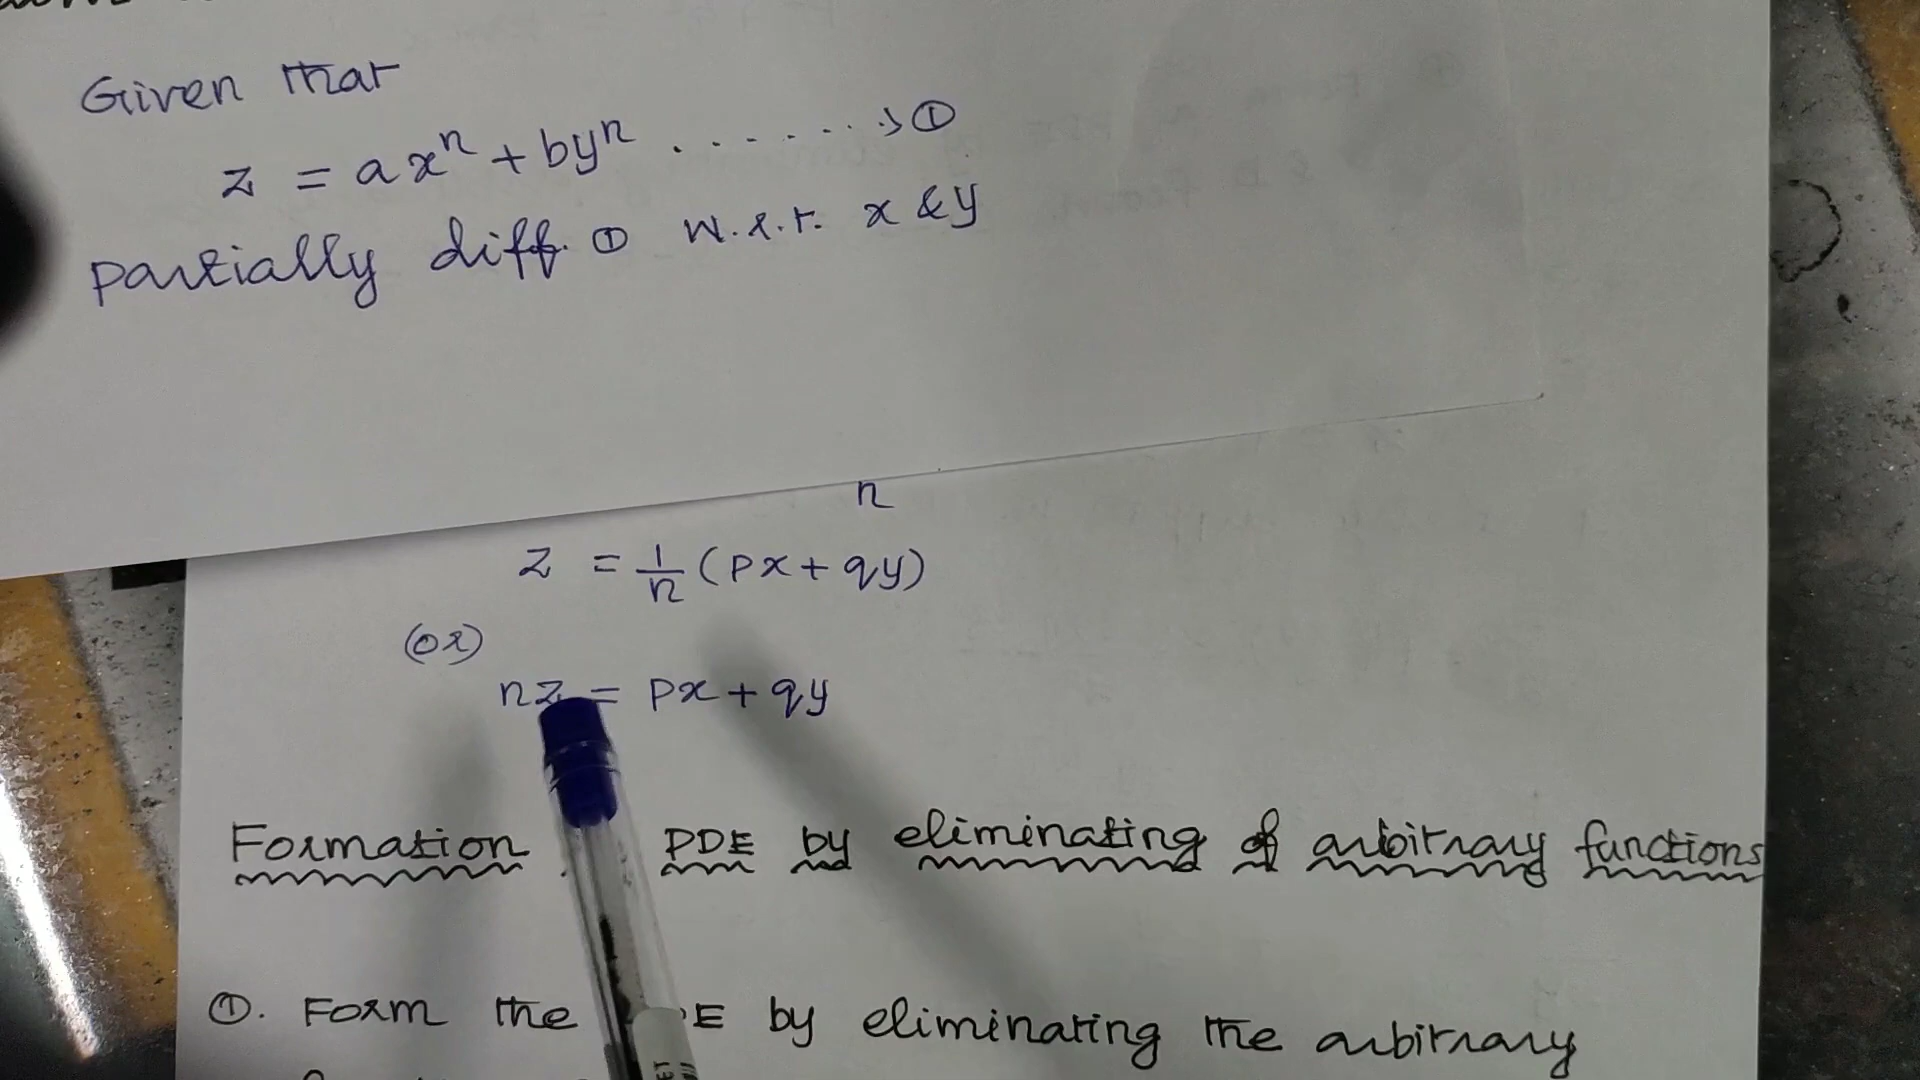 Given that
z = axⁿ + byⁿ .......→ ①
Partially diff. ① w.r.t. x & y
n
z = 1/n (px + qy)
(or)
nz = px + qy
Formation PDE by eliminating of arbitrary functions
①. Form the by eliminating the arbitrary